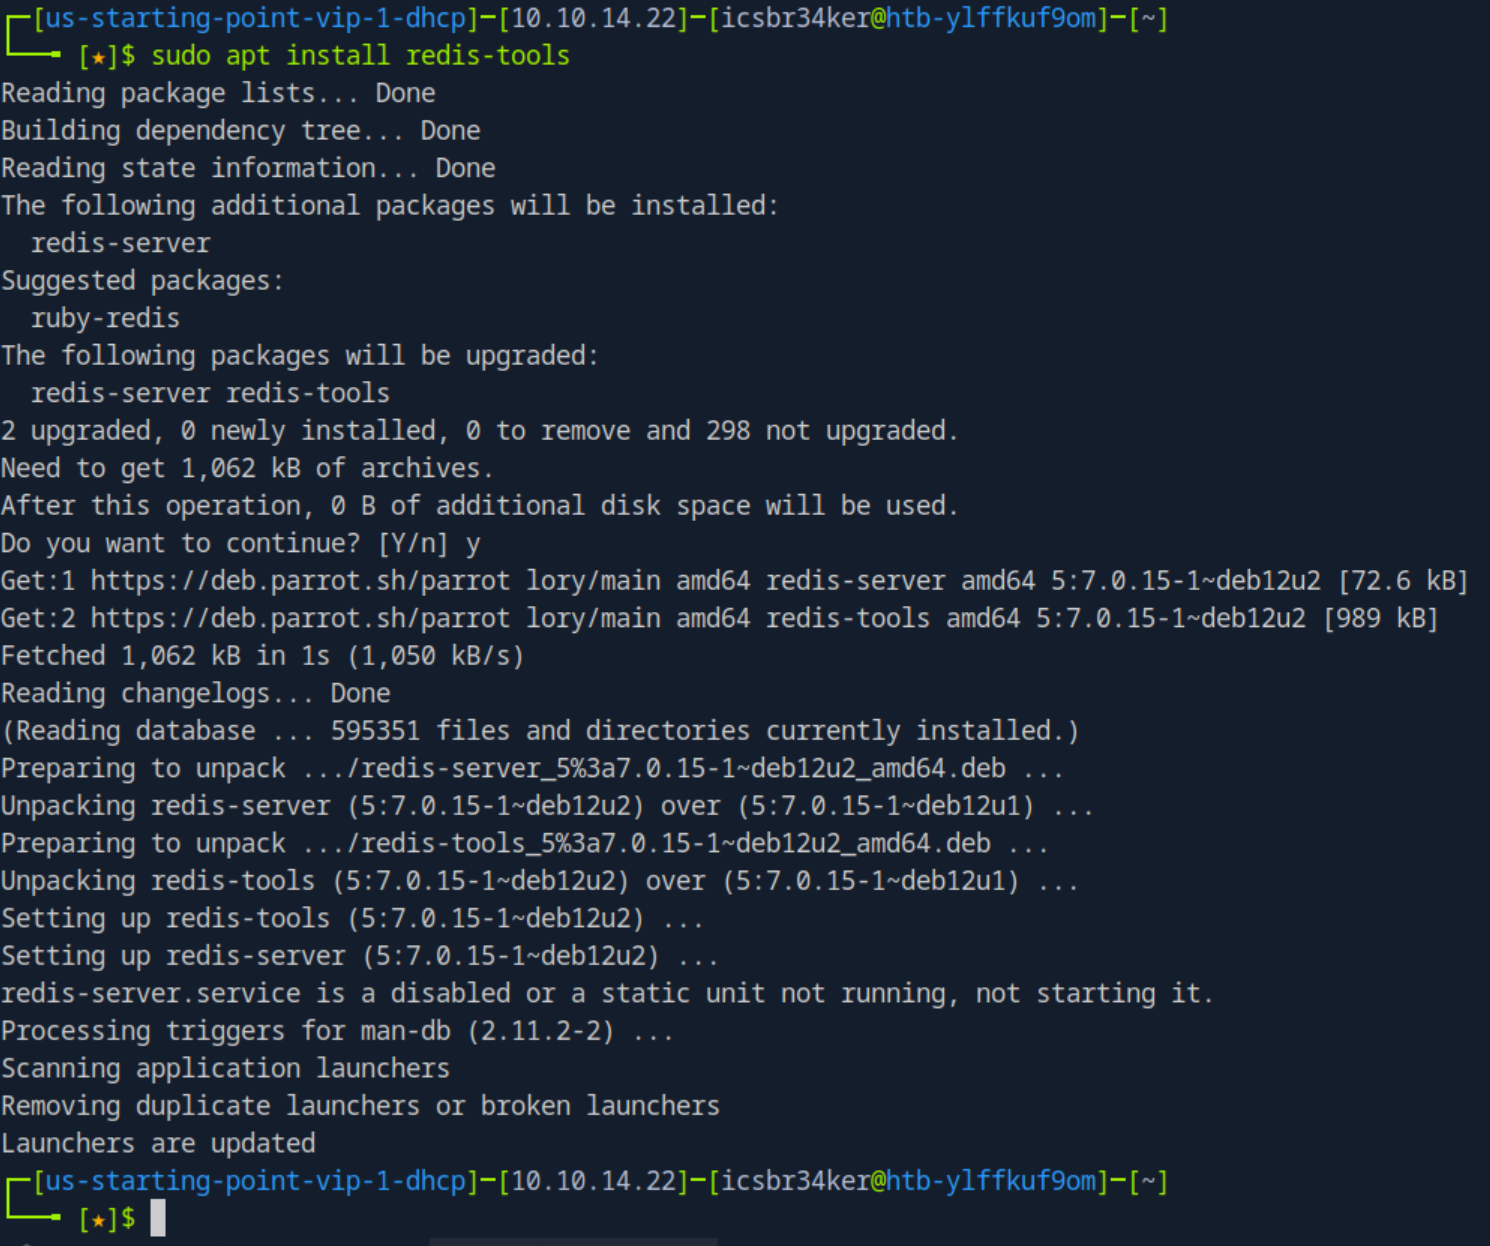 [us-starting-point-vip-1-dhcp]─[10.10.14.22]─[icsbr34ker@htb-ylffkuf9om]─[~]
[★]$ sudo apt install redis-tools
Reading package lists... Done
Building dependency tree... Done
Reading state information... Done
The following additional packages will be installed:
  redis-server
Suggested packages:
  ruby-redis
The following packages will be upgraded:
  redis-server redis-tools
2 upgraded, 0 newly installed, 0 to remove and 298 not upgraded.
Need to get 1,062 kB of archives.
After this operation, 0 B of additional disk space will be used.
Do you want to continue? [Y/n] y
Get:1 https://deb.parrot.sh/parrot lory/main amd64 redis-server amd64 5:7.0.15-1~deb12u2 [72.6 kB]
Get:2 https://deb.parrot.sh/parrot lory/main amd64 redis-tools amd64 5:7.0.15-1~deb12u2 [989 kB]
Fetched 1,062 kB in 1s (1,050 kB/s)
Reading changelogs... Done
(Reading database ... 595351 files and directories currently installed.)
Preparing to unpack .../redis-server_5%3a7.0.15-1~deb12u2_amd64.deb ...
Unpacking redis-server (5:7.0.15-1~deb12u2) over (5:7.0.15-1~deb12u1) ...
Preparing to unpack .../redis-tools_5%3a7.0.15-1~deb12u2_amd64.deb ...
Unpacking redis-tools (5:7.0.15-1~deb12u2) over (5:7.0.15-1~deb12u1) ...
Setting up redis-tools (5:7.0.15-1~deb12u2) ...
Setting up redis-server (5:7.0.15-1~deb12u2) ...
redis-server.service is a disabled or a static unit not running, not starting it.
Processing triggers for man-db (2.11.2-2) ...
Scanning application launchers
Removing duplicate launchers or broken launchers
Launchers are updated
[us-starting-point-vip-1-dhcp]─[10.10.14.22]─[icsbr34ker@htb-ylffkuf9om]─[~]
[★]$